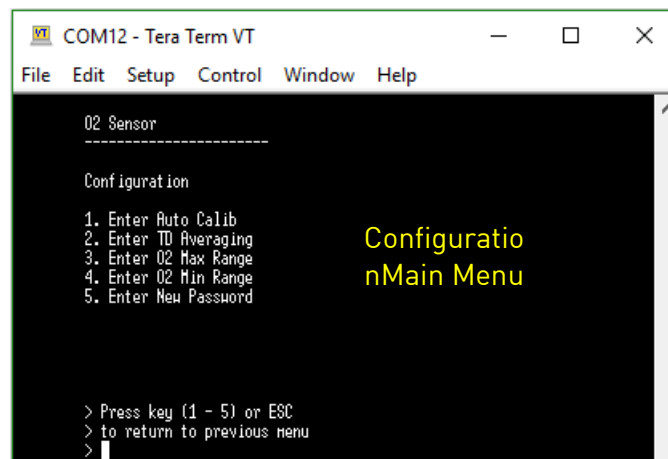 COM12 - Tera Term VT
File Edit Setup Control Window Help
O2 Sensor
-----------------------
Configuration
1. Enter Auto Calib
2. Enter TD Averaging
3. Enter O2 Max Range
4. Enter O2 Min Range
5. Enter New Password
Configuratio
nMain Menu
> Press key (1 - 5) or ESC
> to return to previous menu
>